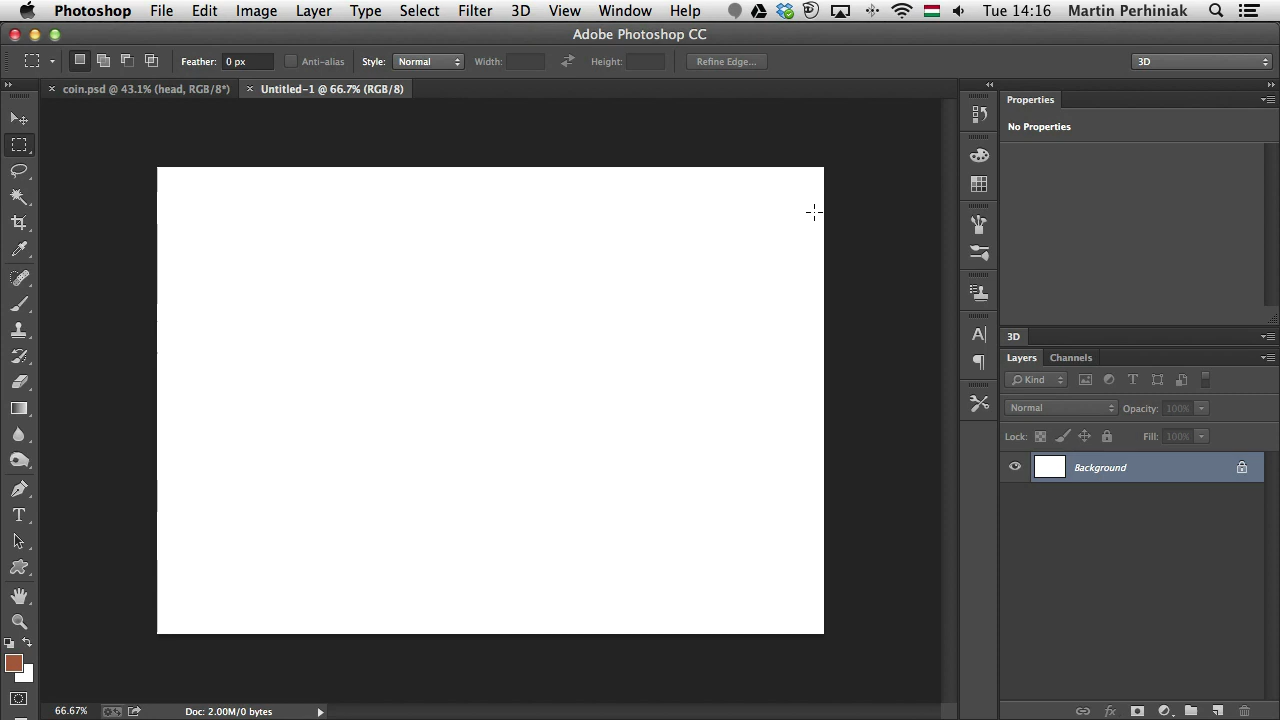 Photoshop File Edit Image Layer Type Select Filter 3D View Window Help Tue 14:16 Martin Perhiniak
Adobe Photoshop CC
Feather: 0 px Anti-alias Style: Normal Width: Height: Refine Edge... 3D
coin.psd @ 43.1% (head, RGB/8*) Untitled-1 @ 66.7% (RGB/8)
Properties
No Properties
3D
Layers Channels
Kind
Normal Opacity: 100%
Lock: Fill: 100%
Background
66.67% Doc: 2.00M/0 bytes